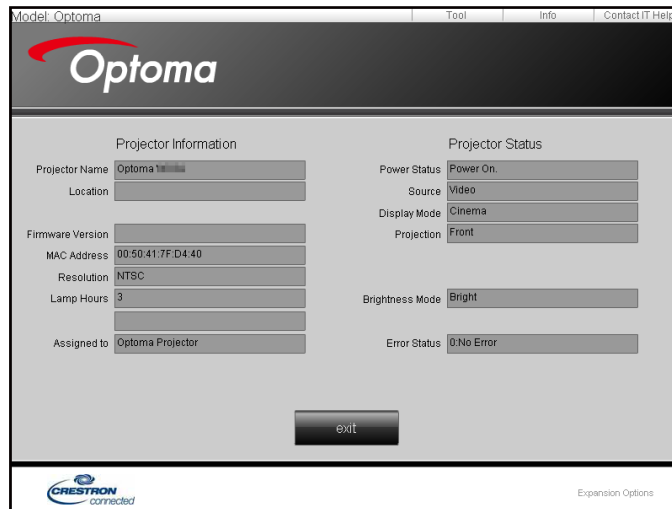 Model: Optoma Tool Info Contact IT Help
Optoma
Projector Information
Projector Name Optoma
Location
Firmware Version
MAC Address 00:50:41:7F:D4:40
Resolution NTSC
Lamp Hours 3
Assigned to Optoma Projector
Projector Status
Power Status Power On.
Source Video
Display Mode Cinema
Projection Front
Brightness Mode Bright
Error Status 0:No Error
exit
CRESTRON
connected
Expansion Options